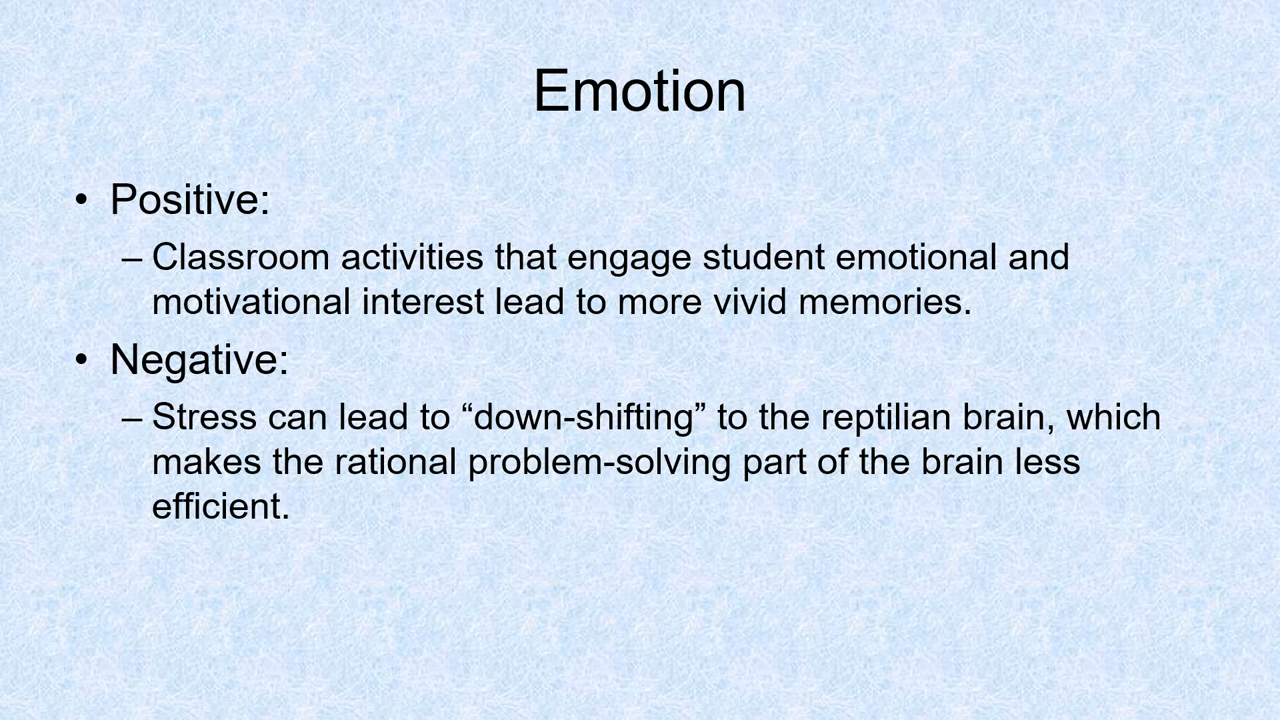 Emotion
• Positive:
– Classroom activities that engage student emotional and
motivational interest lead to more vivid memories.
• Negative:
– Stress can lead to “down-shifting” to the reptilian brain, which
makes the rational problem-solving part of the brain less
efficient.